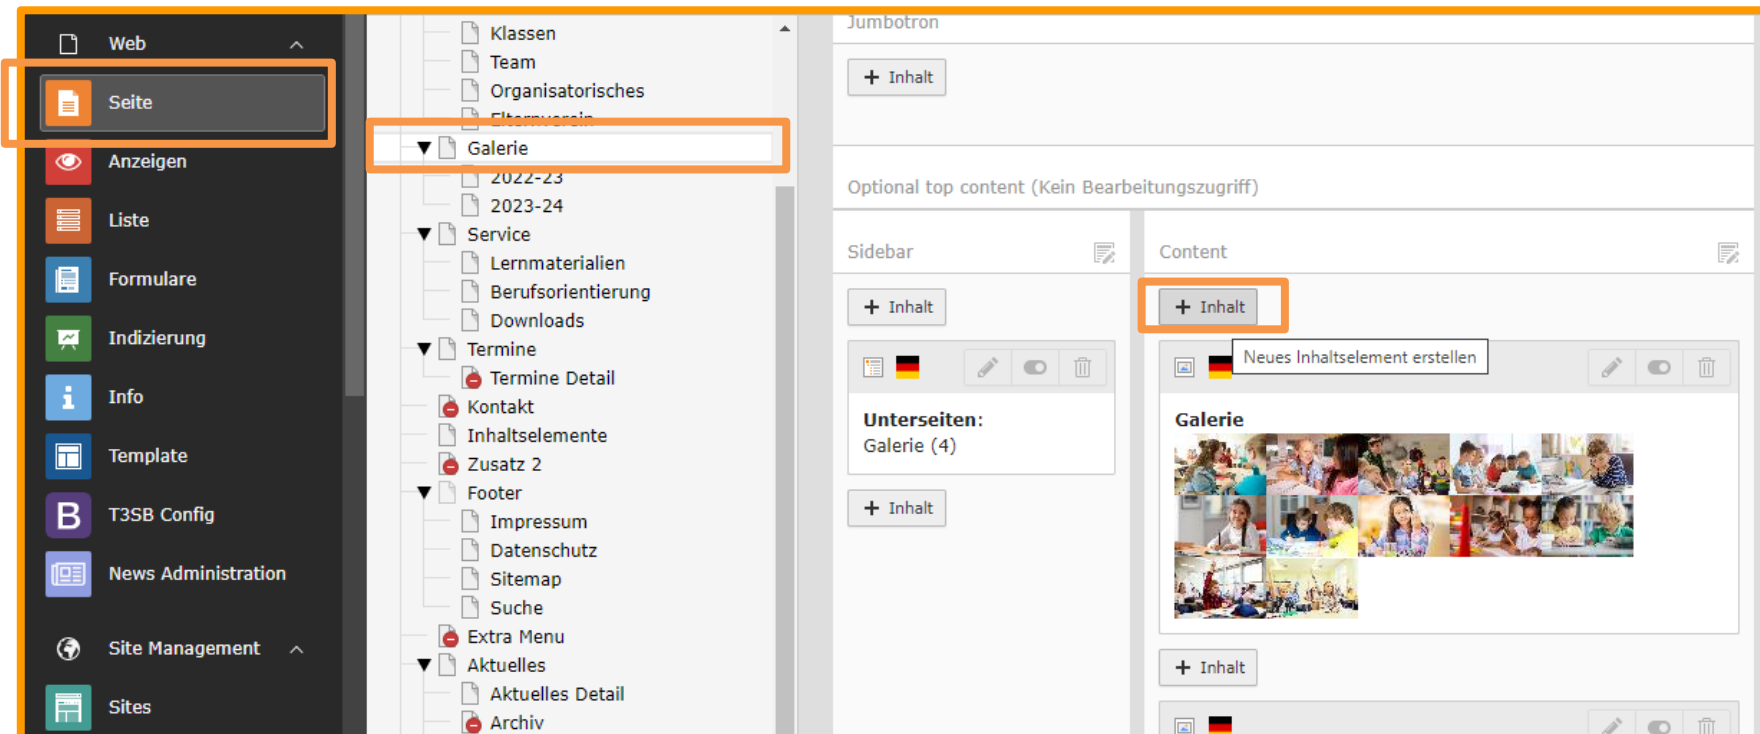 Web
Seite
Anzeigen
Liste
Formulare
Indizierung
Info
Template
T3SB Config
News Administration
Site Management
Sites
Klassen
Team
Organisatorisches
Elternverein
Galerie
2022-23
2023-24
Service
Lernmaterialien
Berufsorientierung
Downloads
Termine
Termine Detail
Kontakt
Inhaltselemente
Zusatz 2
Footer
Impressum
Datenschutz
Sitemap
Suche
Extra Menu
Aktuelles
Aktuelles Detail
Archiv
Jumbotron
+ Inhalt
Optional top content (Kein Bearbeitungszugriff)
Sidebar
+ Inhalt
Unterseiten:
Galerie (4)
+ Inhalt
Content
+ Inhalt
Neues Inhaltselement erstellen
Galerie
+ Inhalt